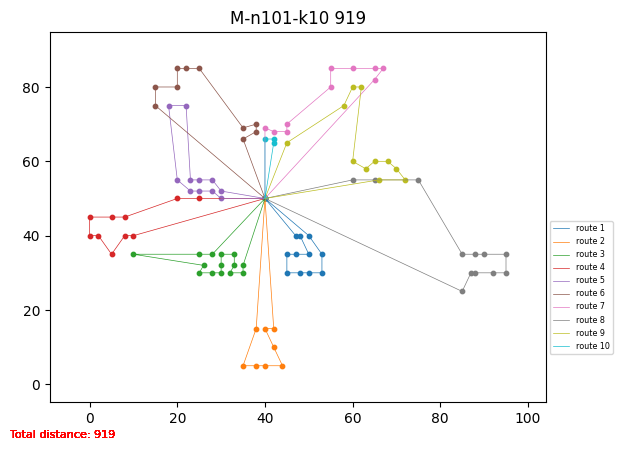 M-n101-k10 919
80
60
40
20
0
0 20 40 60 80 100
route 1
route 2
route 3
route 4
route 5
route 6
route 7
route 8
route 9
route 10
Total distance: 919